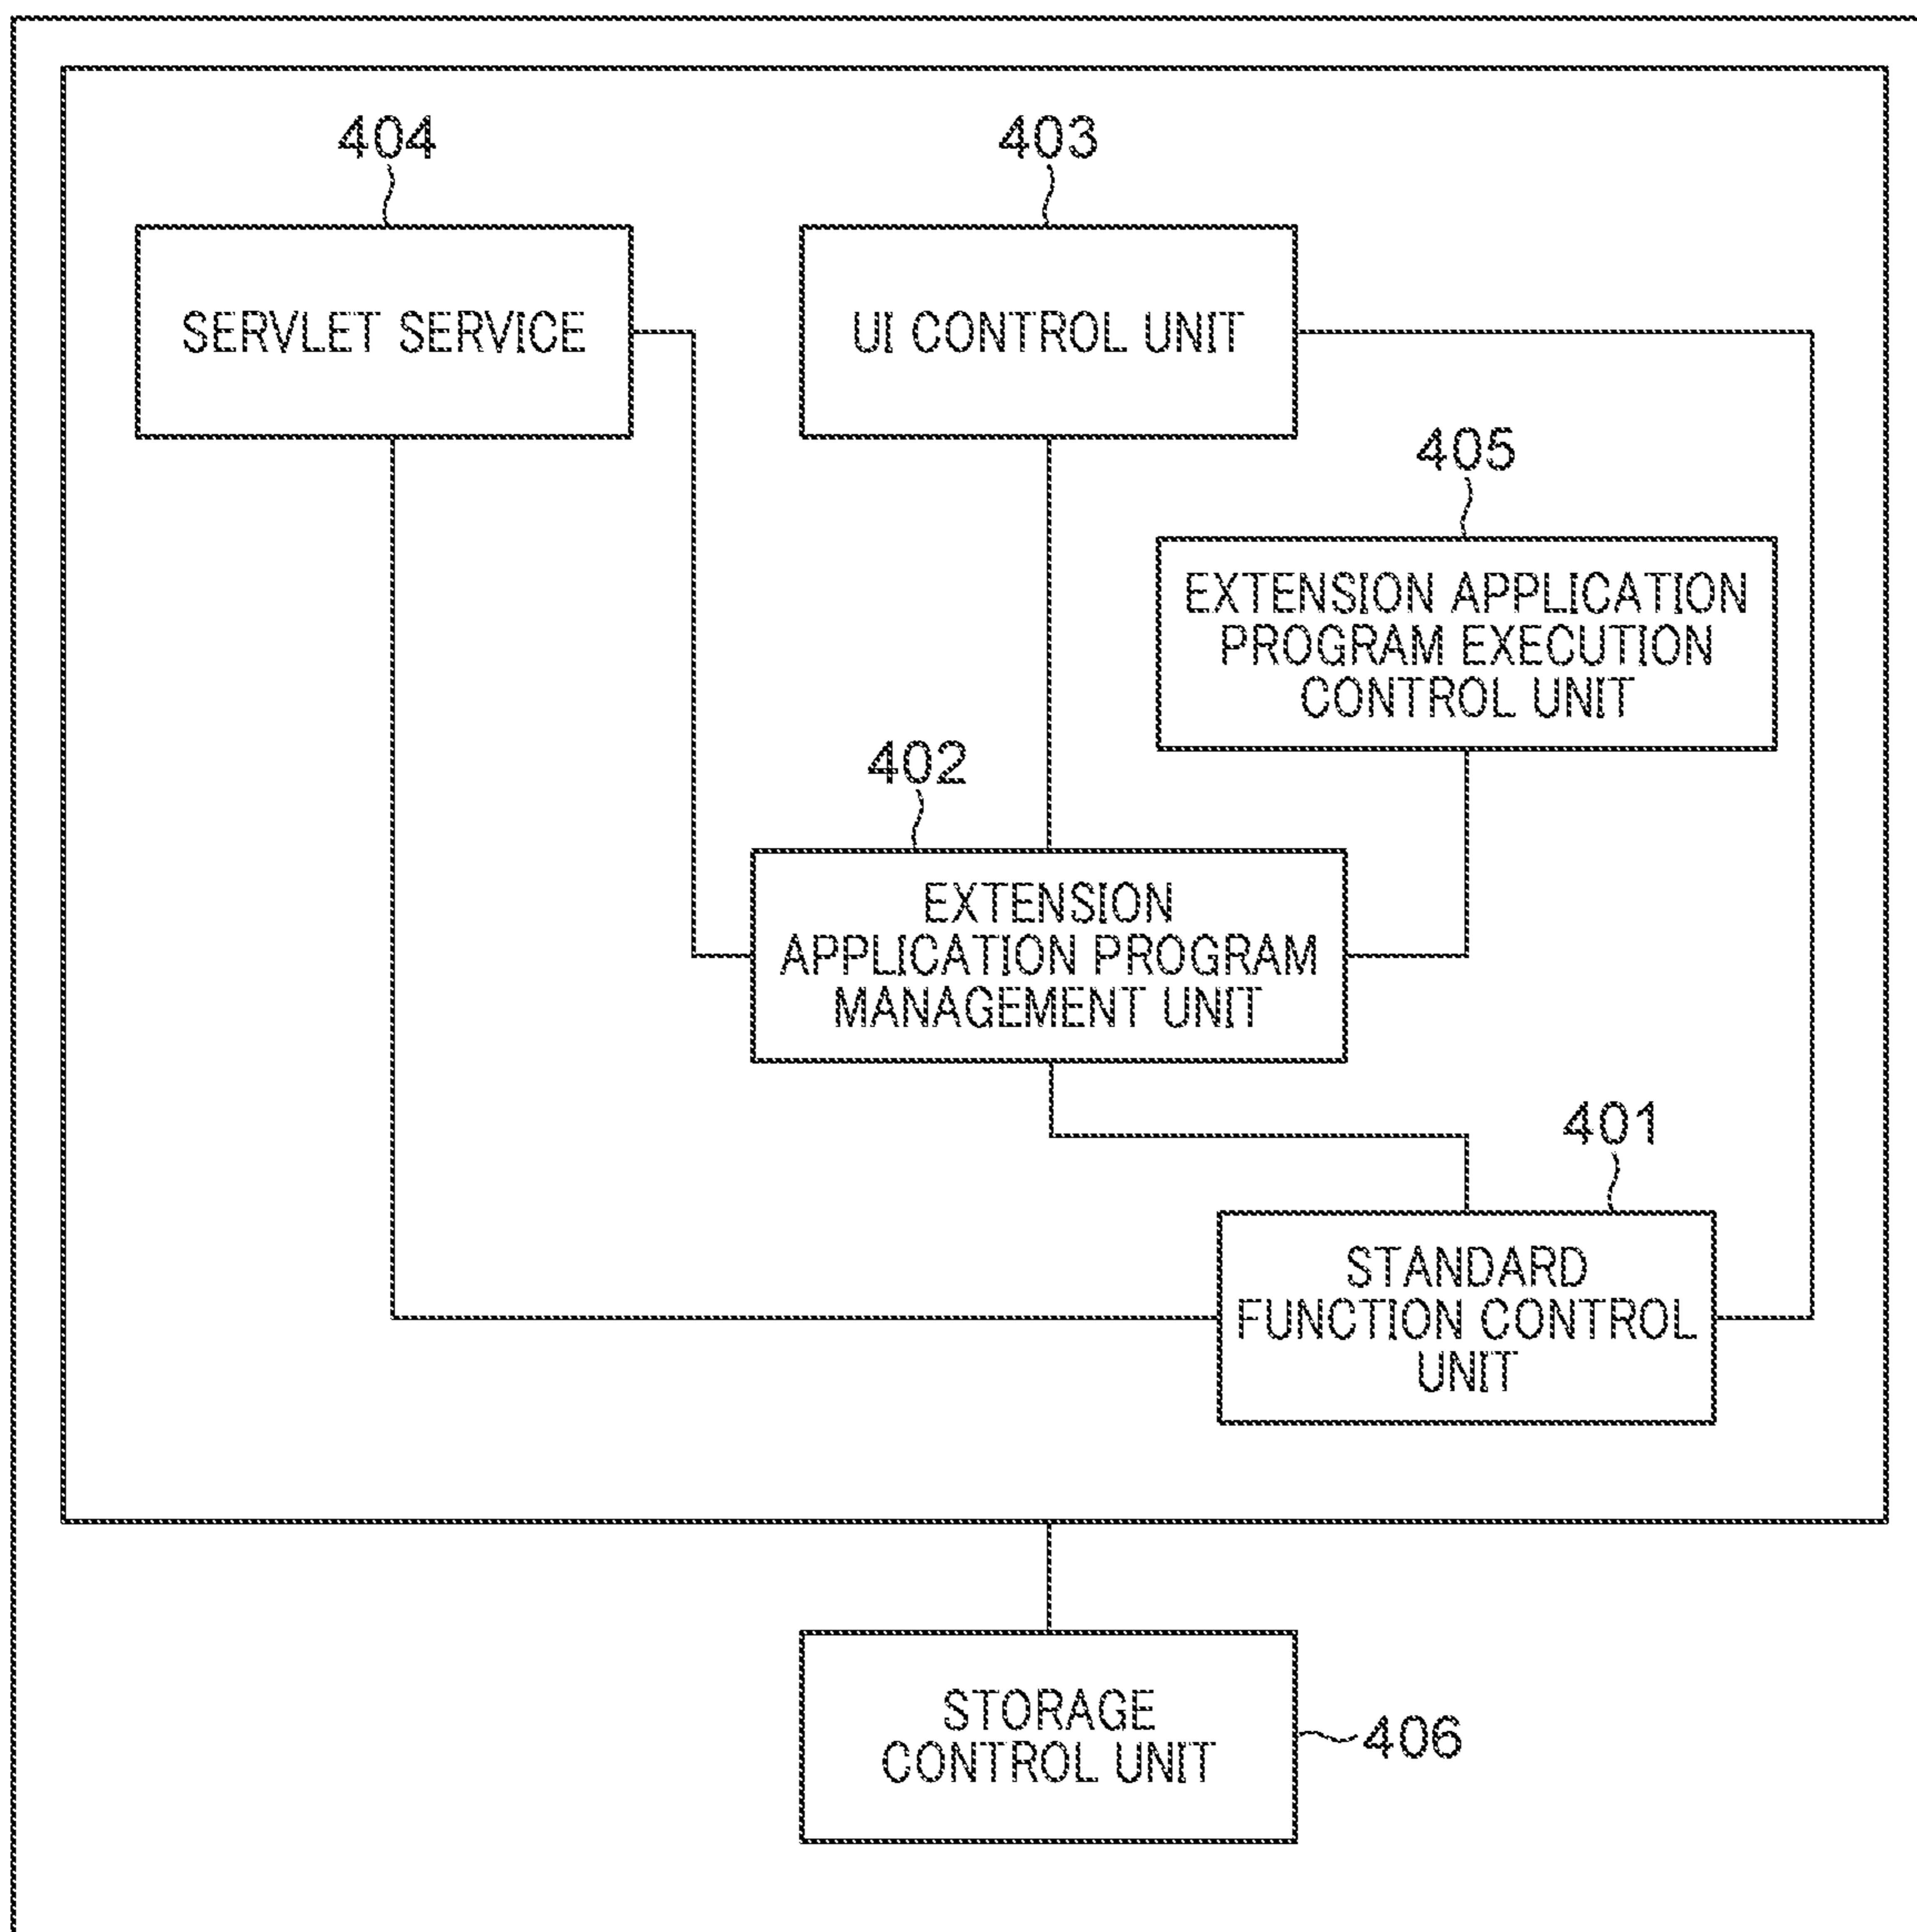 404
403
SERVLET SERVICE
UI CONTROL UNIT
405
EXTENSION APPLICATION
PROGRAM EXECUTION
CONTROL UNIT
402
EXTENSION
APPLICATION PROGRAM
MANAGEMENT UNIT
401
STANDARD
FUNCTION CONTROL
UNIT
STORAGE
CONTROL UNIT
406